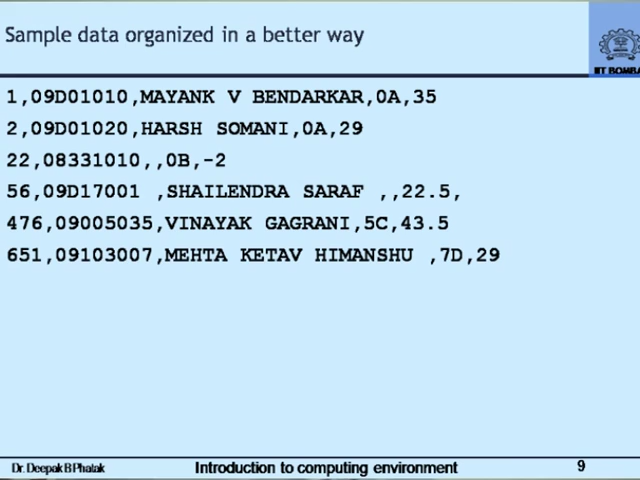 Sample data organized in a better way
IIT BOMBA
1,09D01010,MAYANK V BENDARKAR,0A,35
2,09D01020,HARSH SOMANI,0A,29
22,08331010,,0B,-2
56,09D17001 ,SHAILENDRA SARAF ,,22.5,
476,09005035,VINAYAK GAGRANI,5C,43.5
651,09103007,MEHTA KETAV HIMANSHU ,7D,29
Dr. Deepak B Phatak Introduction to computing environment 9